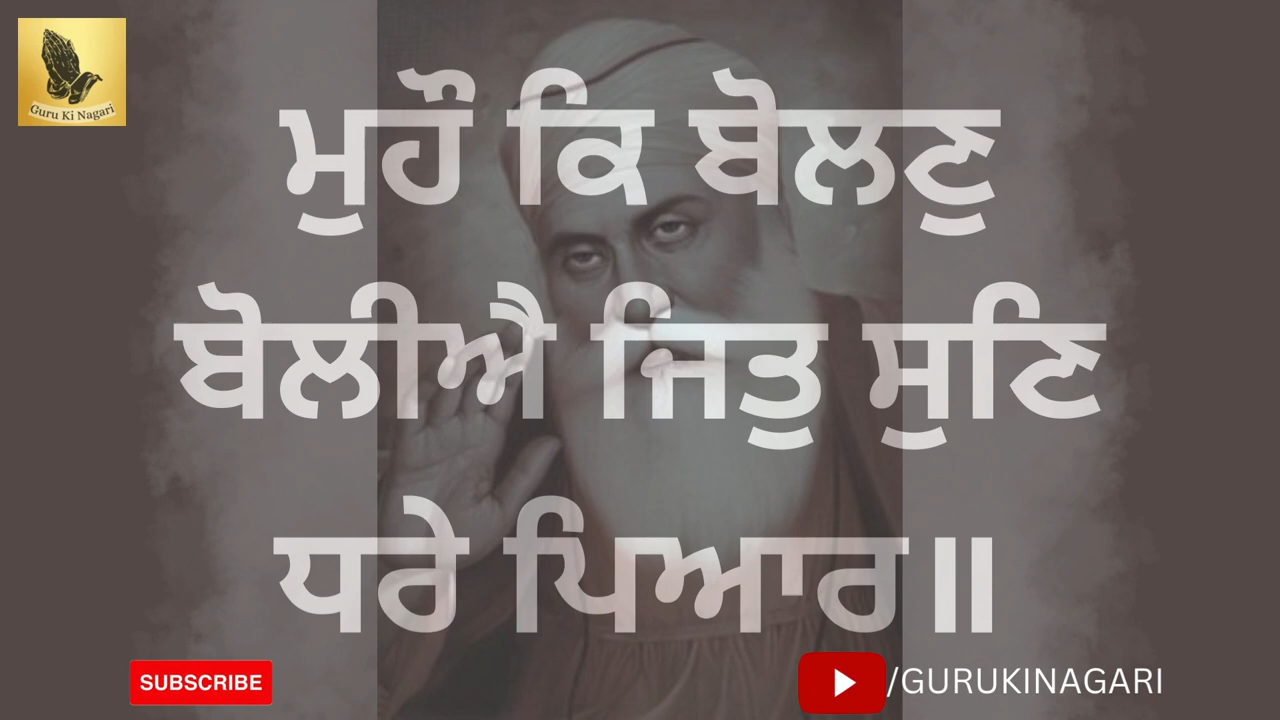 Guru Ki Nagari
ਮੁਹੌ ਕਿ ਬੋਲਣੁ
ਬੋਲੀਐ ਜਿਤੁ ਸੁਣਿ
ਧਰੇ ਪਿਆਰ॥
SUBSCRIBE
/GURUKINAGARI